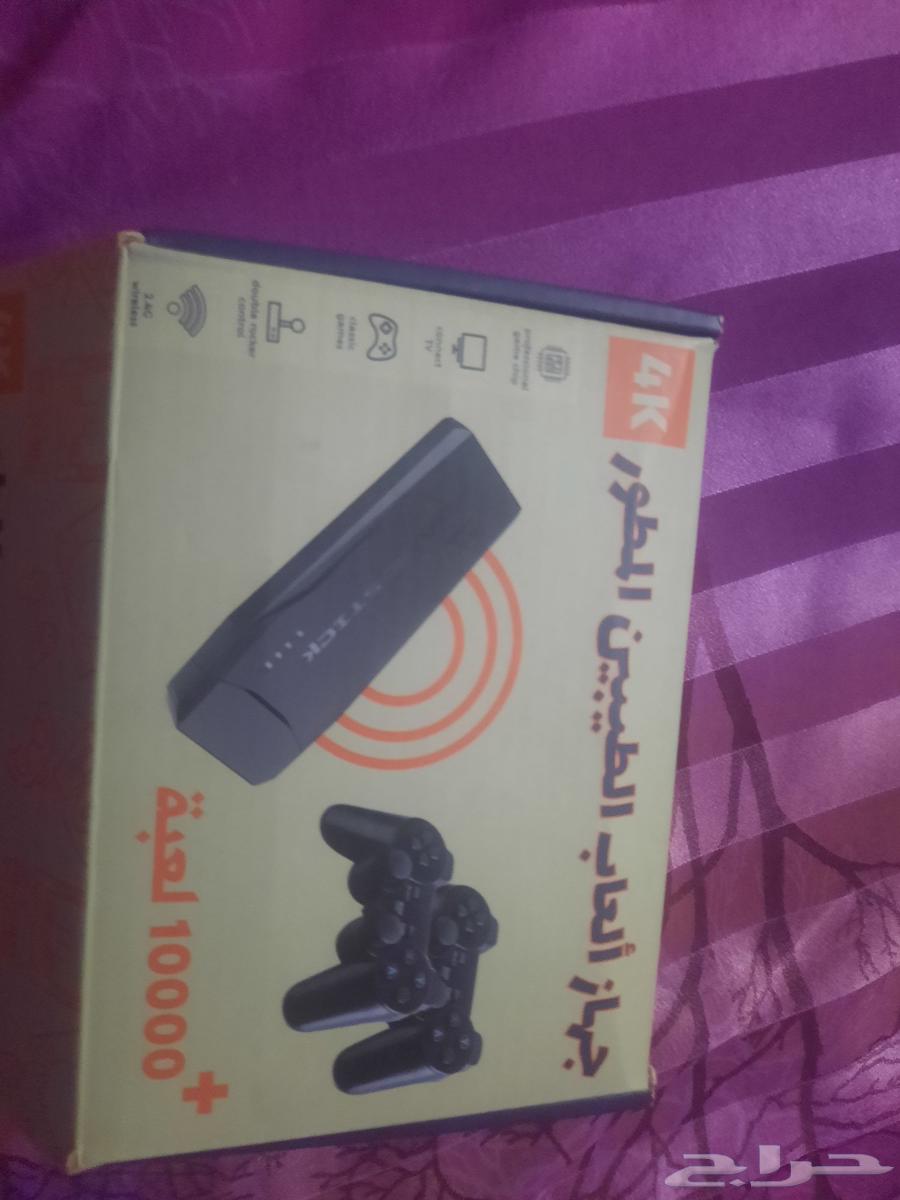 4K
جهاز ألعاب الطيبين المطور
professional
game chip
connect
TV
classic
games
double rocker
control
2.4G
wireless
STICK
+10000 لعبة
حراج